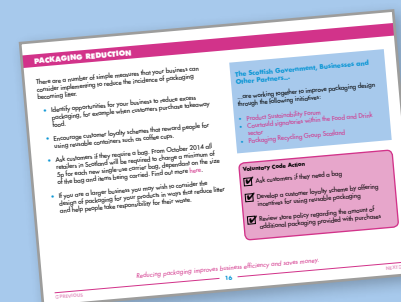 PACKAGING REDUCTION
There are a number of simple measures that your business can
consider implementing to reduce the incidence of packaging
becoming litter.
• Identify opportunities for your business to reduce excess
packaging, for example when customers purchase takeaway
food.
• Encourage customer loyalty schemes that reward people for
using reusable containers such as coffee cups.
• Ask customers if they require a bag. From October 2014 all
retailers in Scotland will be required to charge a minimum of
5p for each new single-use carrier bag, dependant on the size
of the bag and items being carried. Find out more here.
• If you are a larger business you may wish to consider the
design of packaging for your products in ways that reduce litter
and help people take responsibility for their waste.
The Scottish Government, Businesses and
Other Partners...
...are working together to improve packaging design
through the following initiatives:
• Product Sustainability Forum
• Courtauld signatories within the Food and Drink
sector
• Packaging Recycling Group Scotland
Voluntary Code Action
Ask customers if they need a bag
Develop a customer loyalty scheme by offering
incentives for using reusable packaging
Review store policy regarding the amount of
additional packaging provided with purchases
Reducing packaging improves business efficiency and saves money.
PREVIOUS
16